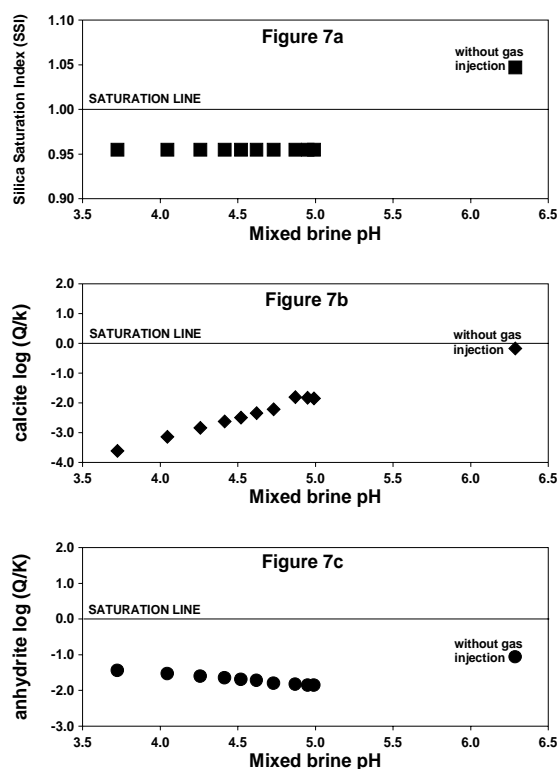 Figure 7a
Silica Saturation Index (SSI)
1.10
1.05
1.00
0.95
0.90
without gas
injection
SATURATION LINE
3.5 4.0 4.5 5.0 5.5 6.0 6.5
Mixed brine pH
Figure 7b
calcite log (Q/k)
2.0
1.0
0.0
-1.0
-2.0
-3.0
-4.0
SATURATION LINE
without gas
injection
3.5 4.0 4.5 5.0 5.5 6.0 6.5
Mixed brine pH
Figure 7c
anhydrite log (Q/K)
2.0
1.0
0.0
-1.0
-2.0
-3.0
SATURATION LINE
without gas
injection
3.5 4.0 4.5 5.0 5.5 6.0 6.5
Mixed brine pH